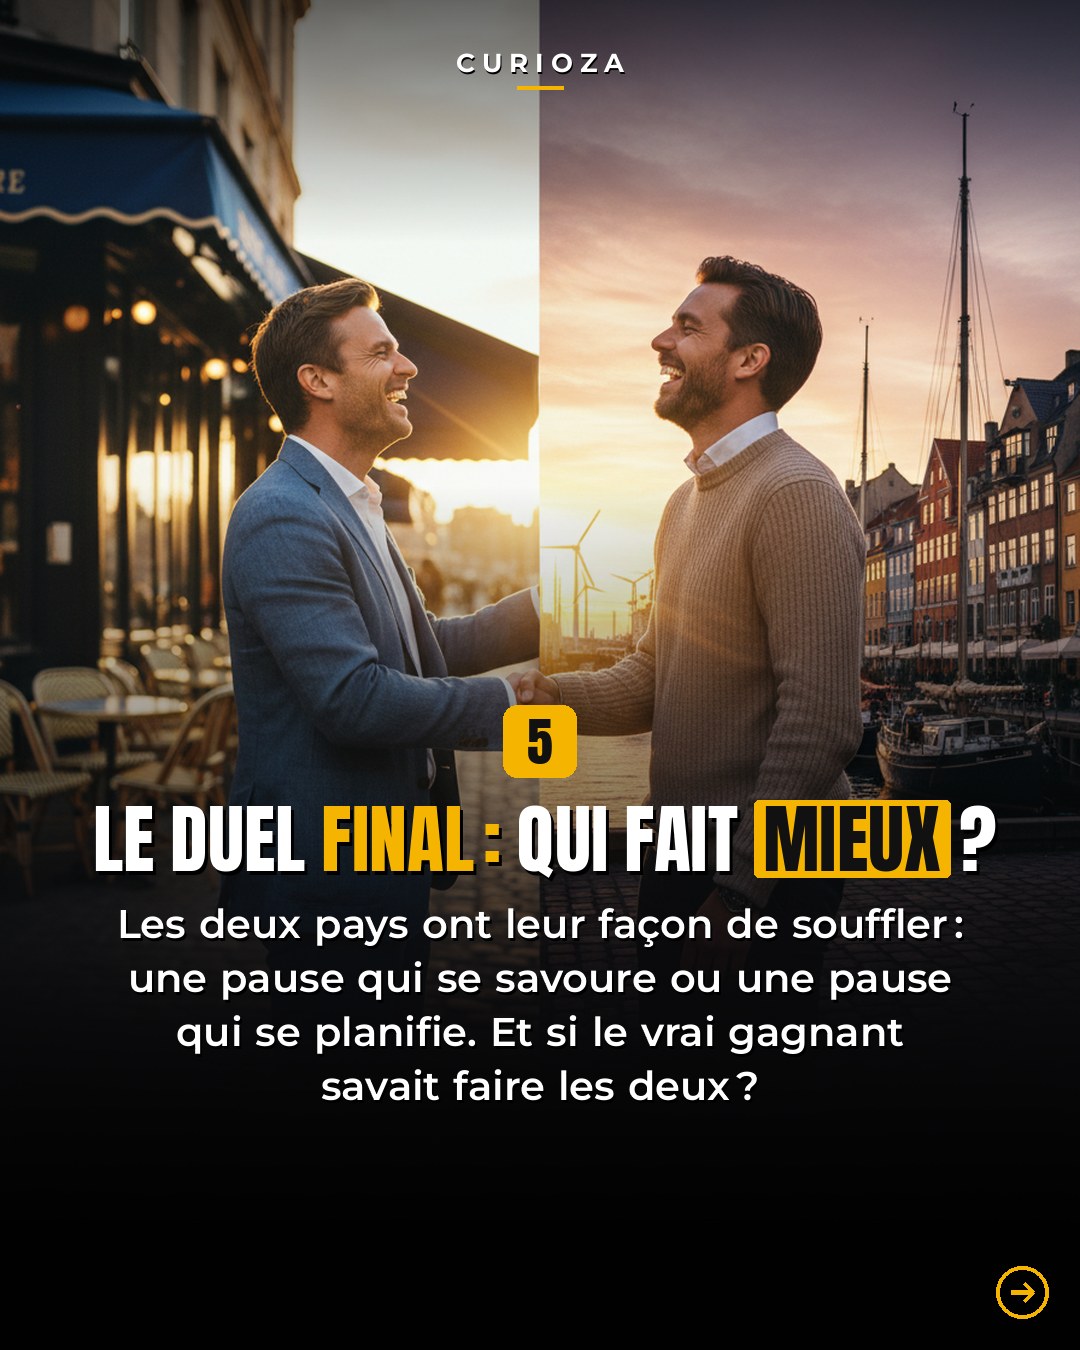 CURIOZA
RE
5
LE DUEL FINAL : QUI FAIT MIEUX ?
Les deux pays ont leur façon de souffler :
une pause qui se savoure ou une pause
qui se planifie. Et si le vrai gagnant
savait faire les deux ?